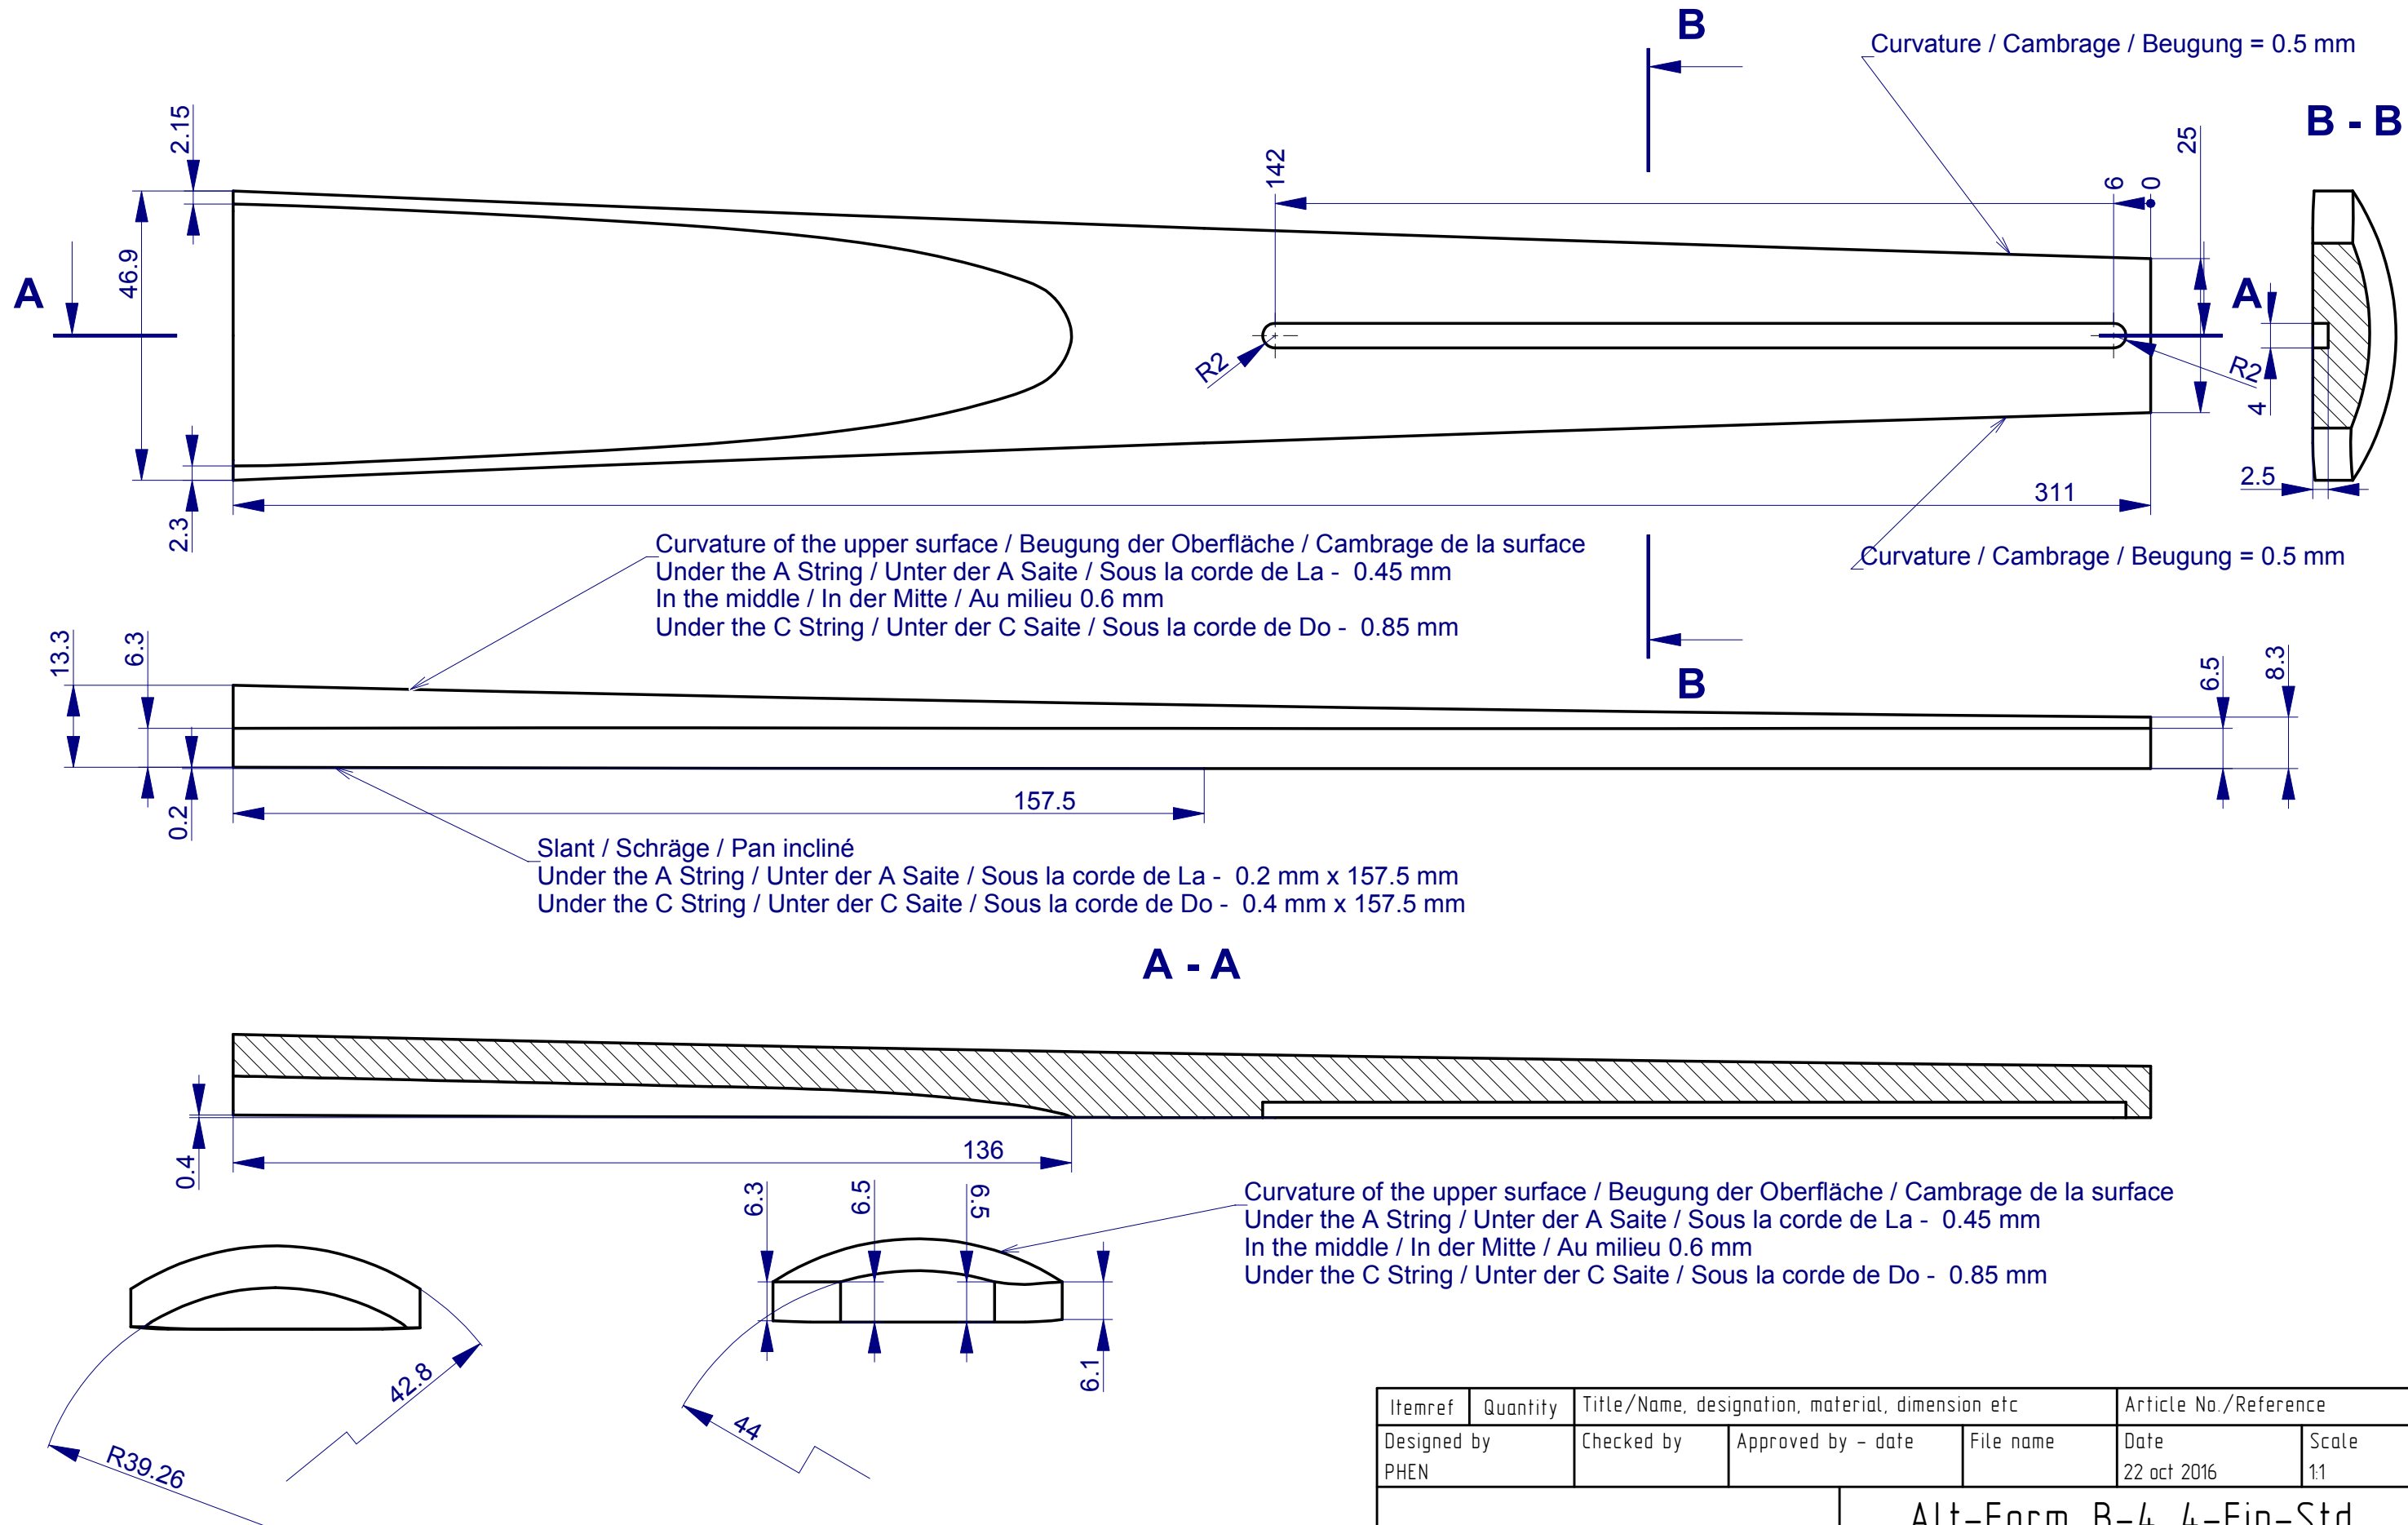 B
Curvature / Cambrage / Beugung = 0.5 mm
B - B
2.15
142
6
0
25
46.9
A
A
R2
R2
4
2.5
311
2.3
Curvature of the upper surface / Beugung der Oberfläche / Cambrage de la surface
Under the A String / Unter der A Saite / Sous la corde de La - 0.45 mm
In the middle / In der Mitte / Au milieu 0.6 mm
Under the C String / Unter der C Saite / Sous la corde de Do - 0.85 mm
Curvature / Cambrage / Beugung = 0.5 mm
13.3
6.3
B
6.5
8.3
0.2
157.5
Slant / Schräge / Pan incliné
Under the A String / Unter der A Saite / Sous la corde de La - 0.2 mm x 157.5 mm
Under the C String / Unter der C Saite / Sous la corde de Do - 0.4 mm x 157.5 mm
A - A
0.4
136
6.3
6.5
6.5
6.1
Curvature of the upper surface / Beugung der Oberfläche / Cambrage de la surface
Under the A String / Unter der A Saite / Sous la corde de La - 0.45 mm
In the middle / In der Mitte / Au milieu 0.6 mm
Under the C String / Unter der C Saite / Sous la corde de Do - 0.85 mm
42.8
R39.26
44
Itemref Quantity Title/Name, designation, material, dimension etc Article No./Reference
Designed by Checked by Approved by - date File name Date Scale
PHEN 22 oct 2016 1:1
Alt-Form B-4 4-Fin-Std